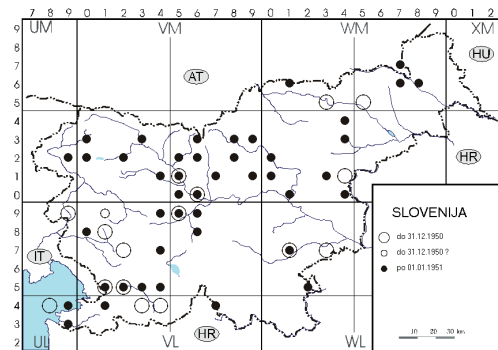 UM VM WM XM
7 8 9 0 1 2 3 4 5 6 7 8 9 0 1 2 3 4 5 6 7 8 9 0 1 2
9
8
7
6
5
4
3
2
1
0
9
8
7
6
5
4
3
2
AT
HU
HR
IT
HR
UL VL WL
SLOVENIJA
do 31.12.1950
do 31.12.1950 ?
po 01.01.1951
10 20 30 km